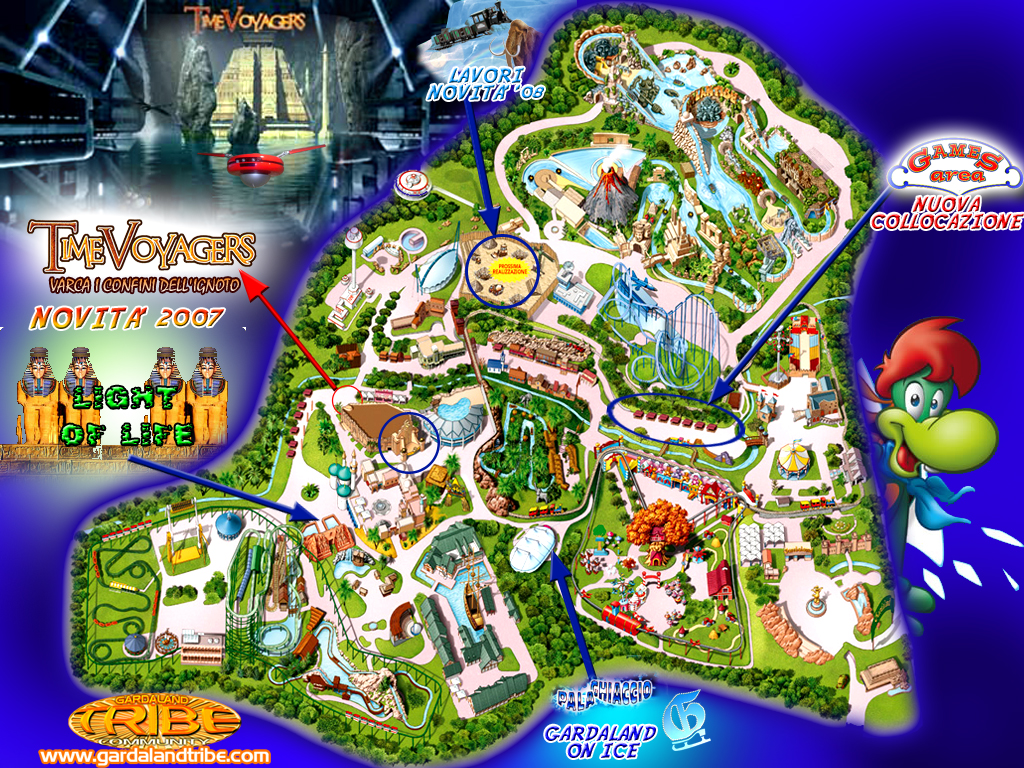 TIMEVOYAGERS
LAVORI
NOVITA' '08
GAMES
area
NUOVA
COLLOCAZIONE
TIMEVOYAGERS
VARCA I CONFINI DELL'IGNOTO
NOVITA' 2007
PROSSIMA
REALIZZAZIONE
LIGHT
OF LIFE
GARDALAND
TRIBE
COMMUNITY
www.gardalandtribe.com
PALAGHIACCIO
GARDALAND
ON ICE